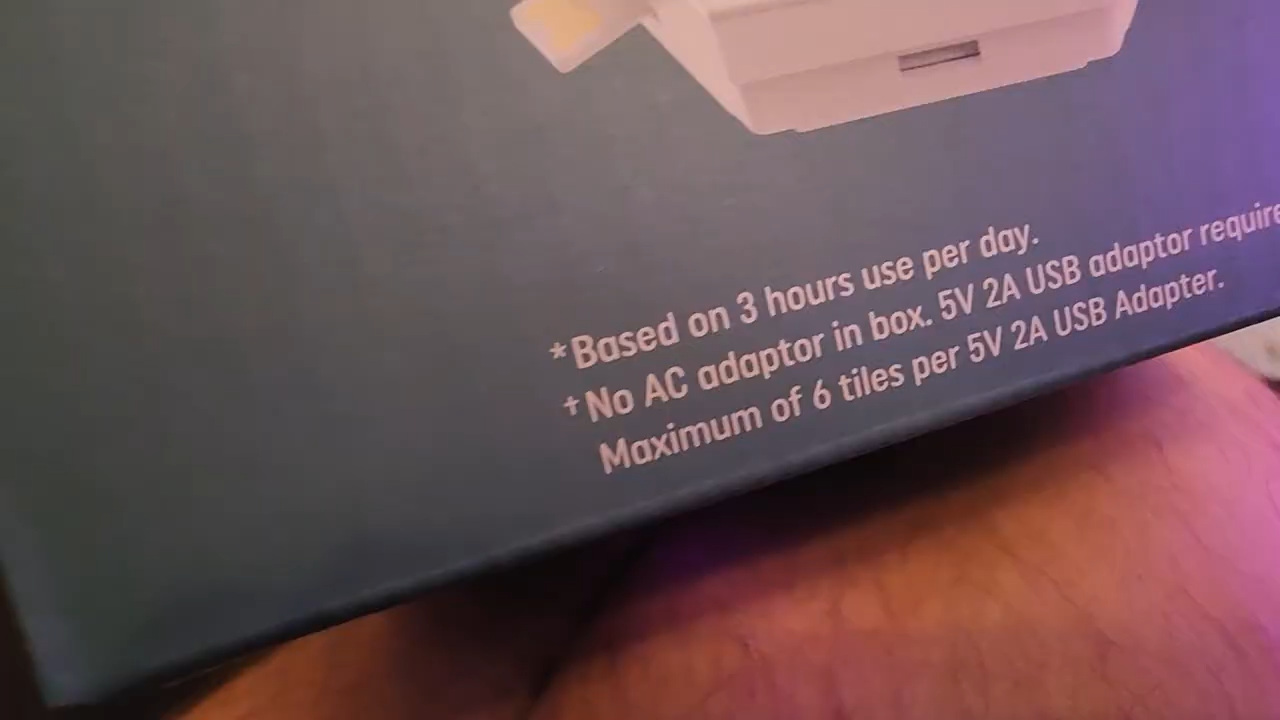 *Based on 3 hours use per day.
†No AC adaptor in box. 5V 2A USB adaptor require
Maximum of 6 tiles per 5V 2A USB Adapter.